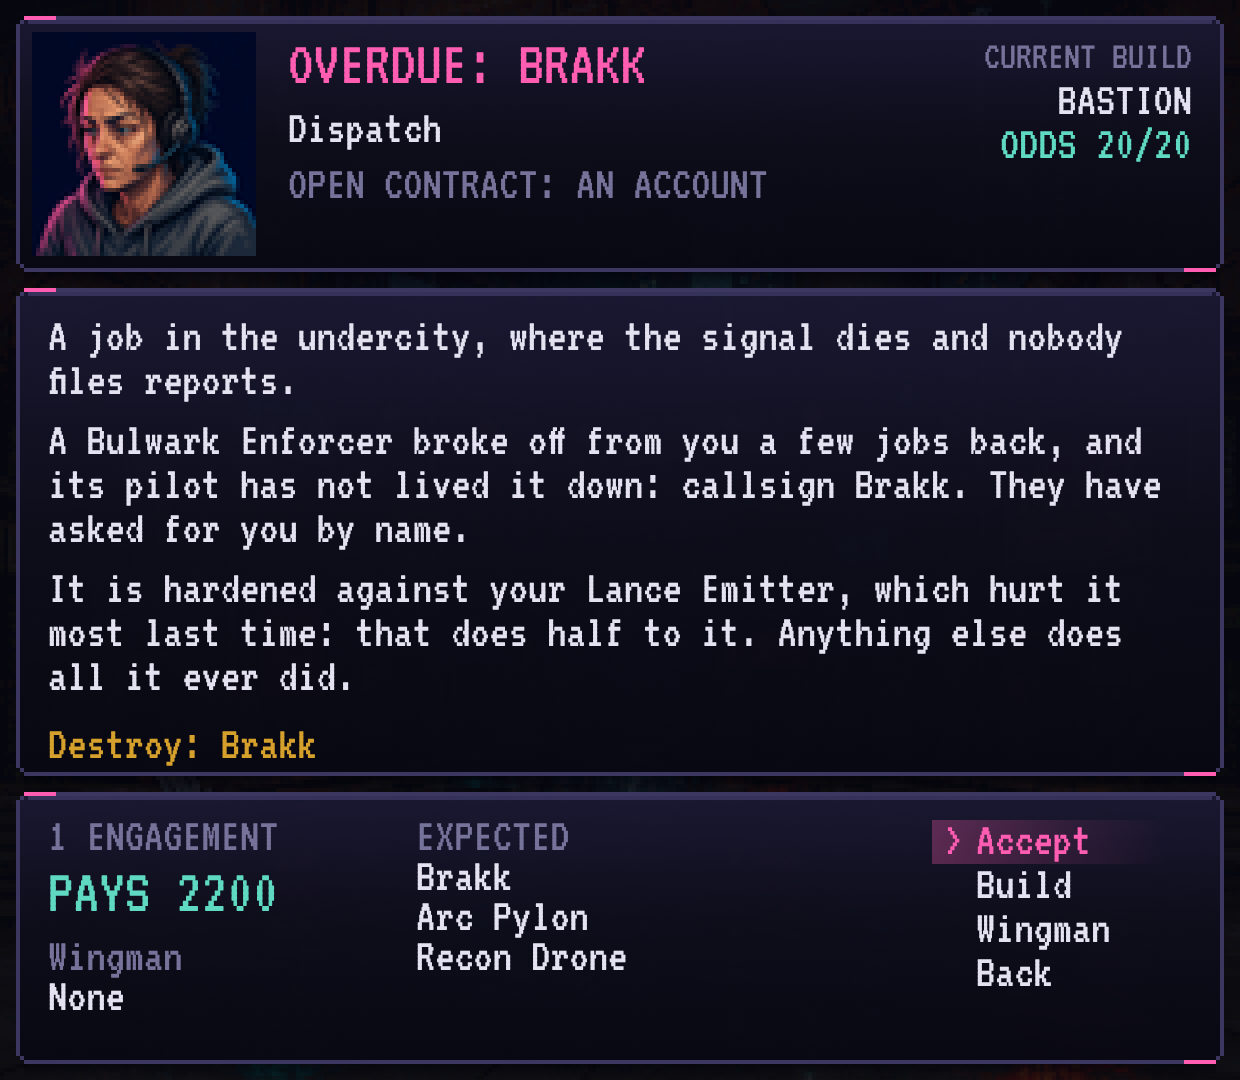 OVERDUE: BRAKK
Dispatch
OPEN CONTRACT: AN ACCOUNT
CURRENT BUILD
BASTION
ODDS 20/20
A job in the undercity, where the signal dies and nobody
files reports.
A Bulwark Enforcer broke off from you a few jobs back, and
its pilot has not lived it down: callsign Brakk. They have
asked for you by name.
It is hardened against your Lance Emitter, which hurt it
most last time: that does half to it. Anything else does
all it ever did.
Destroy: Brakk
1 ENGAGEMENT
PAYS 2200
Wingman
None
EXPECTED
Brakk
Arc Pylon
Recon Drone
> Accept
Build
Wingman
Back